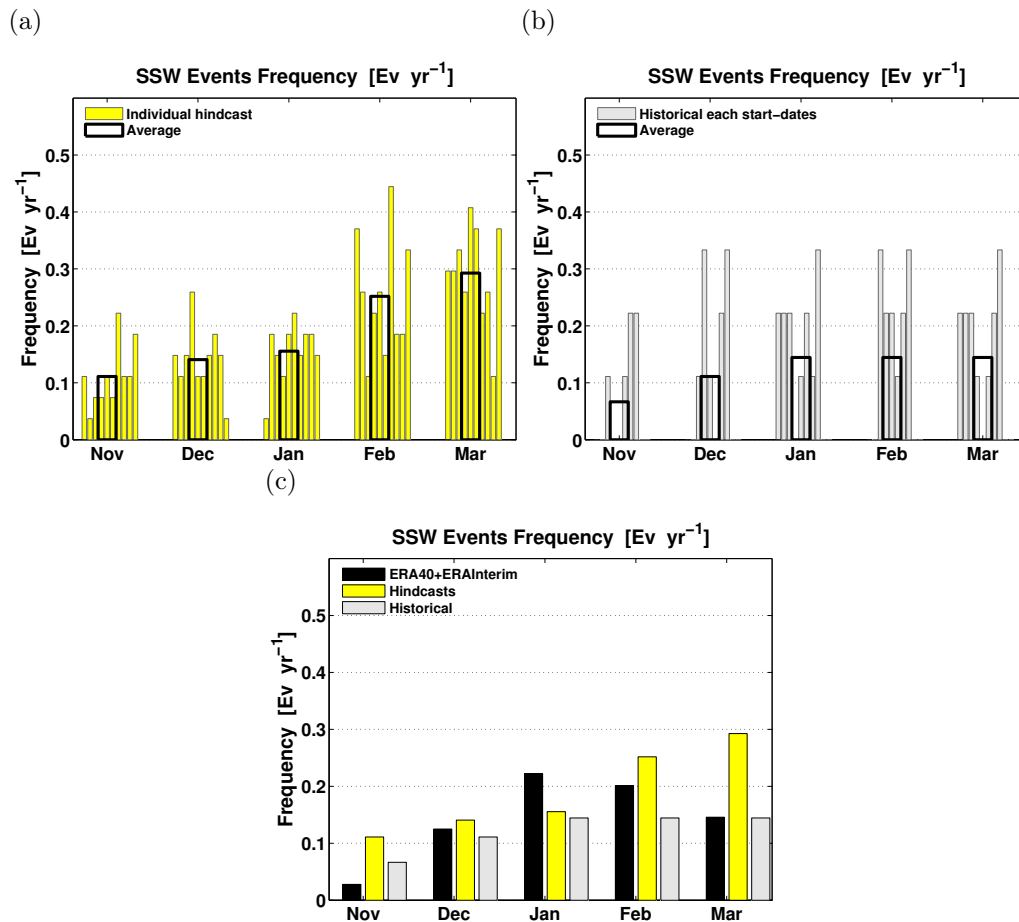 (a)
SSW Events Frequency [Ev yr⁻¹]
Individual hindcast
Average
Frequency [Ev yr⁻¹]
0.5
0.4
0.3
0.2
0.1
0
Nov Dec Jan Feb Mar
(b)
SSW Events Frequency [Ev yr⁻¹]
Historical each start-dates
Average
Frequency [Ev yr⁻¹]
0.5
0.4
0.3
0.2
0.1
0
Nov Dec Jan Feb Mar
(c)
SSW Events Frequency [Ev yr⁻¹]
ERA40+ERAInterim
Hindcasts
Historical
Frequency [Ev yr⁻¹]
0.5
0.4
0.3
0.2
0.1
0
Nov Dec Jan Feb Mar